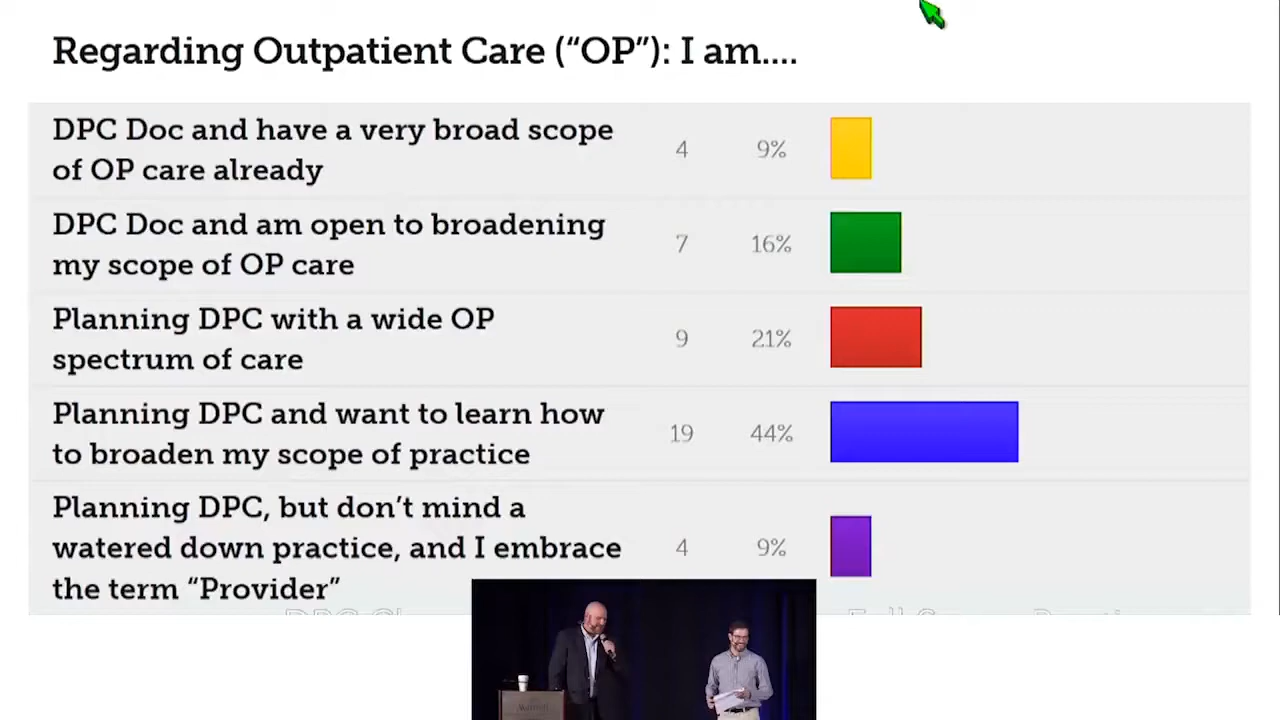 Regarding Outpatient Care (“OP”): I am....
DPC Doc and have a very broad scope
of OP care already
4 9%
DPC Doc and am open to broadening
my scope of OP care
7 16%
Planning DPC with a wide OP
spectrum of care
9 21%
Planning DPC and want to learn how
to broaden my scope of practice
19 44%
Planning DPC, but don’t mind a
watered down practice, and I embrace
the term “Provider”
4 9%